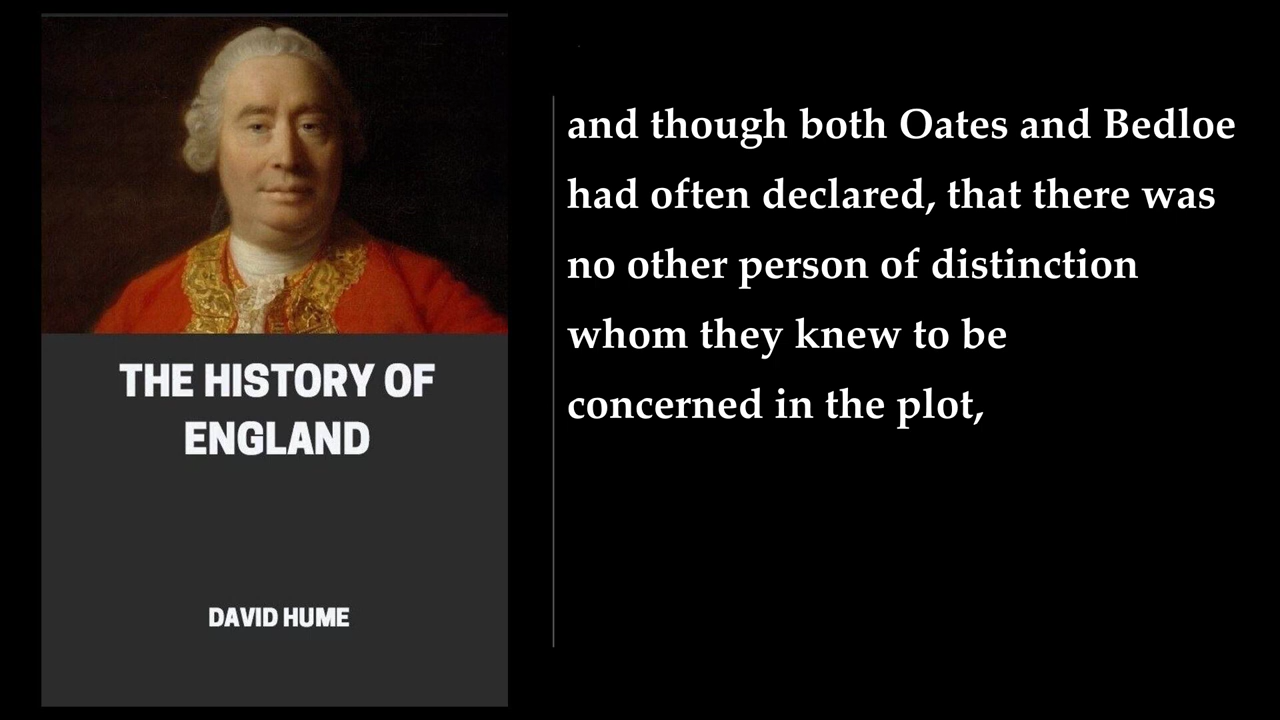 THE HISTORY OF
ENGLAND
DAVID HUME
and though both Oates and Bedloe
had often declared, that there was
no other person of distinction
whom they knew to be
concerned in the plot,